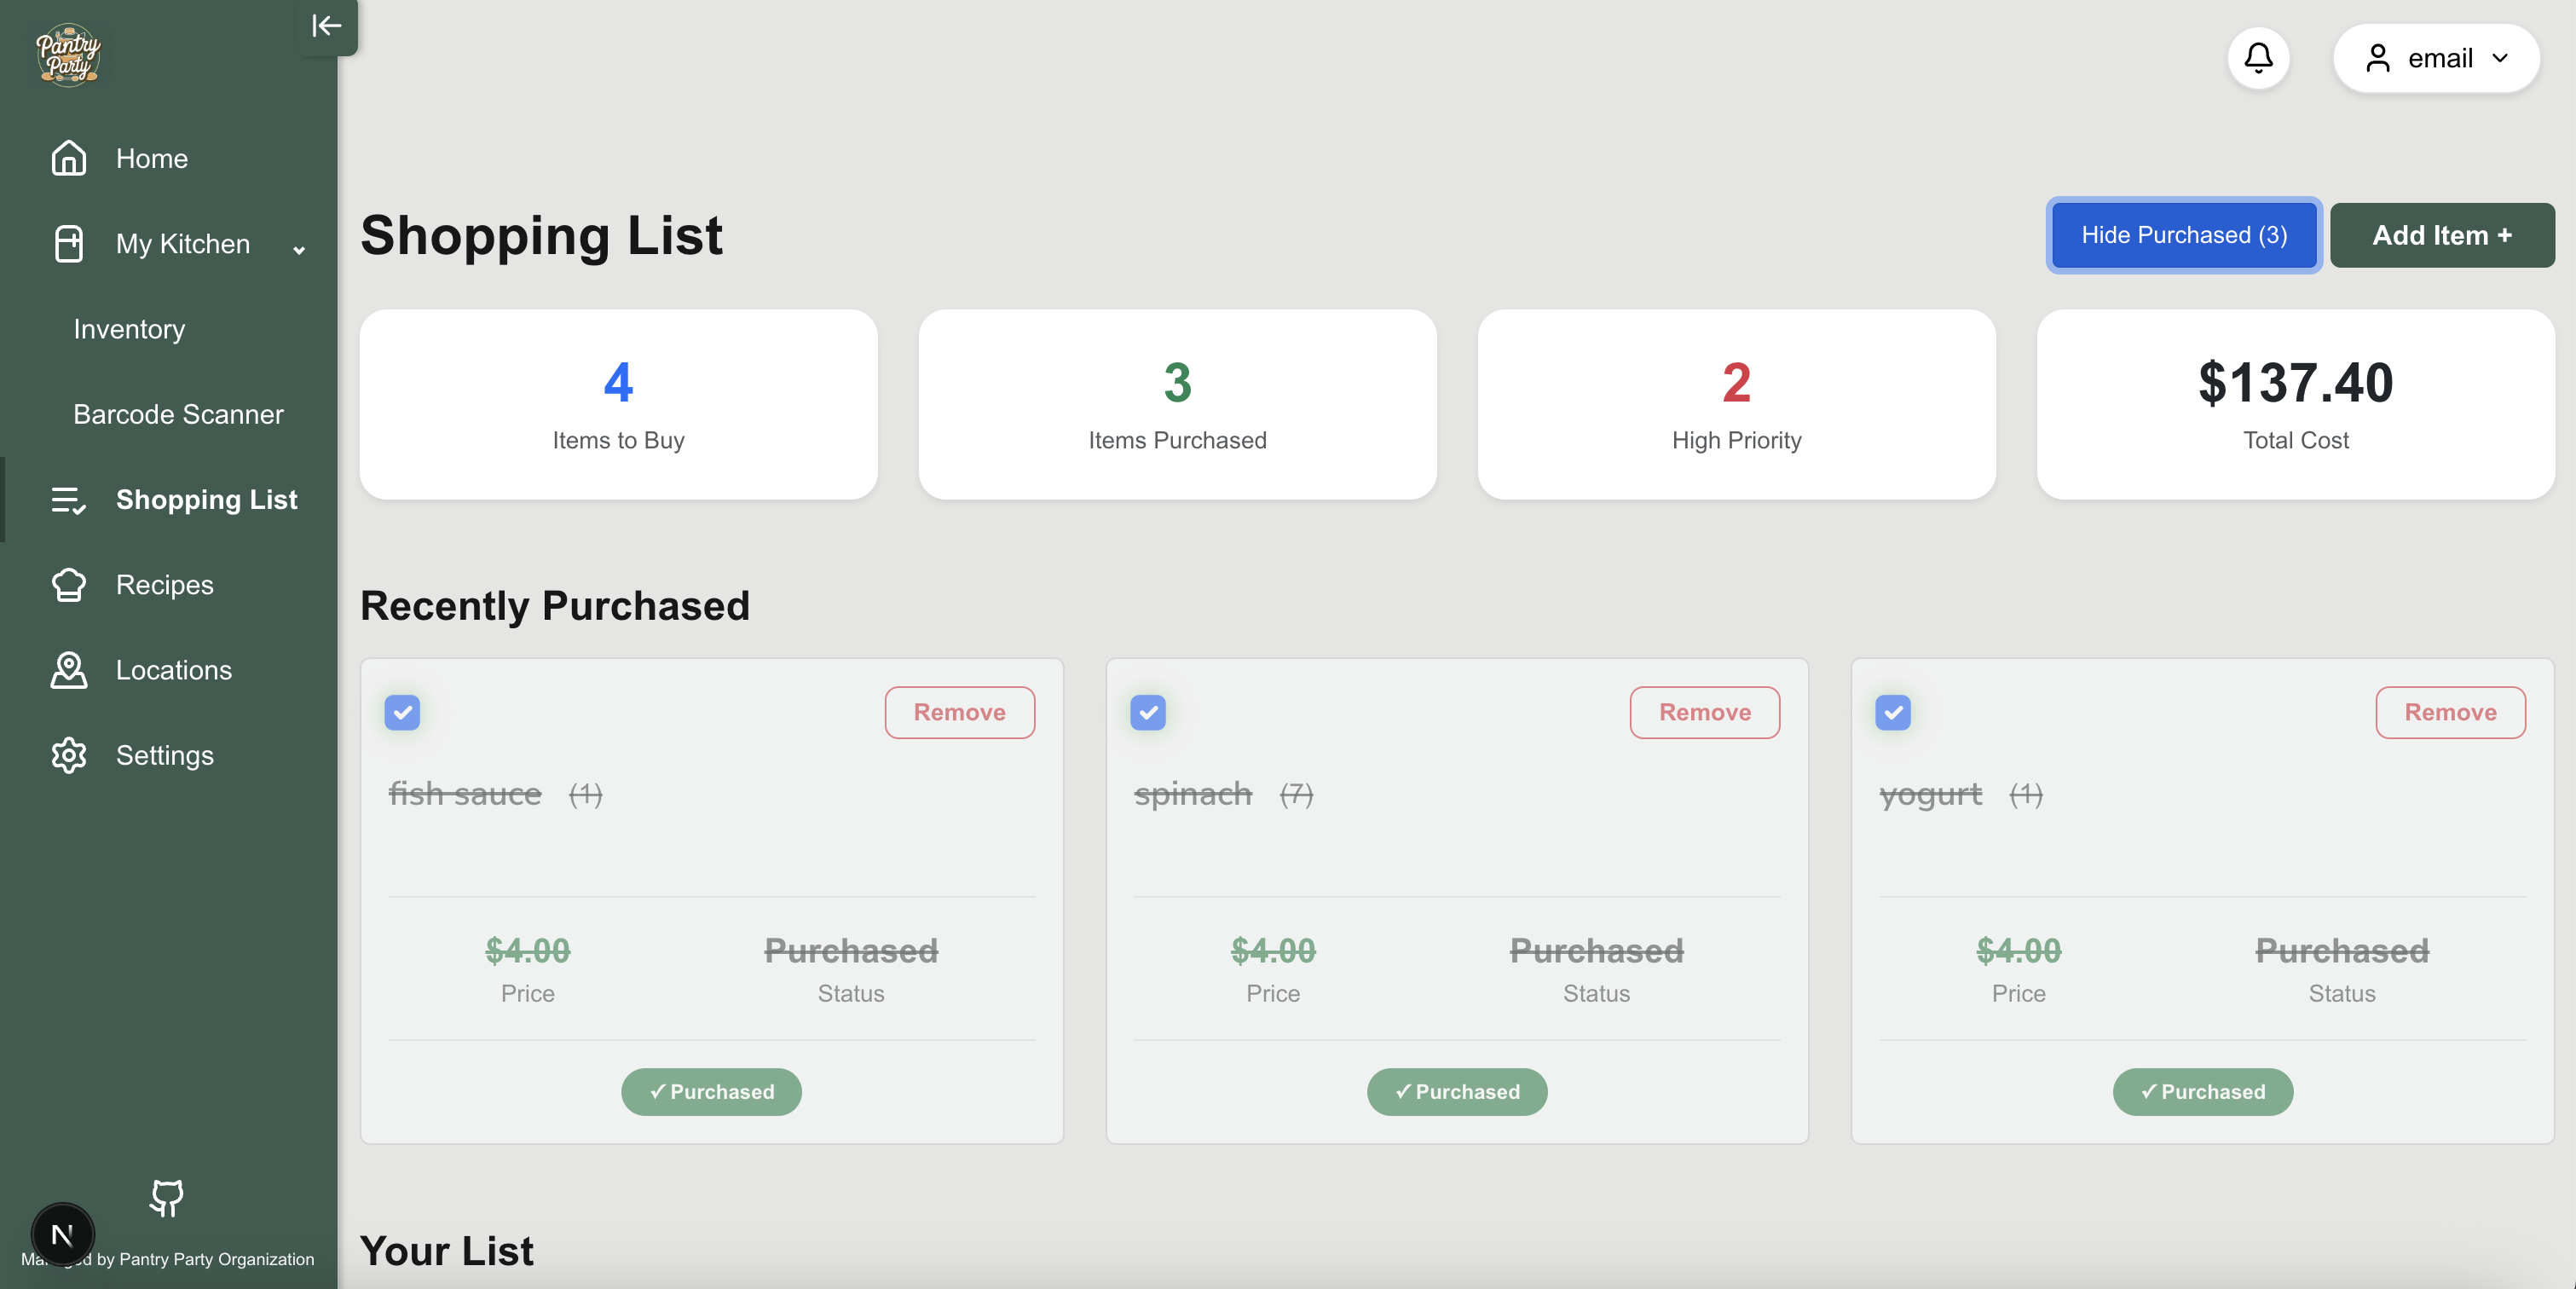 Pantry
Party
Home
My Kitchen
Inventory
Barcode Scanner
Shopping List
Recipes
Locations
Settings
N
by Pantry Party Organization
email
Shopping List
Hide Purchased (3)
Add Item +
4
Items to Buy
3
Items Purchased
2
High Priority
$137.40
Total Cost
Recently Purchased
Remove
fish sauce (1)
$4.00
Price
Purchased
Status
✓ Purchased
Remove
spinach (7)
$4.00
Price
Purchased
Status
✓ Purchased
Remove
yogurt (1)
$4.00
Price
Purchased
Status
✓ Purchased
Your List